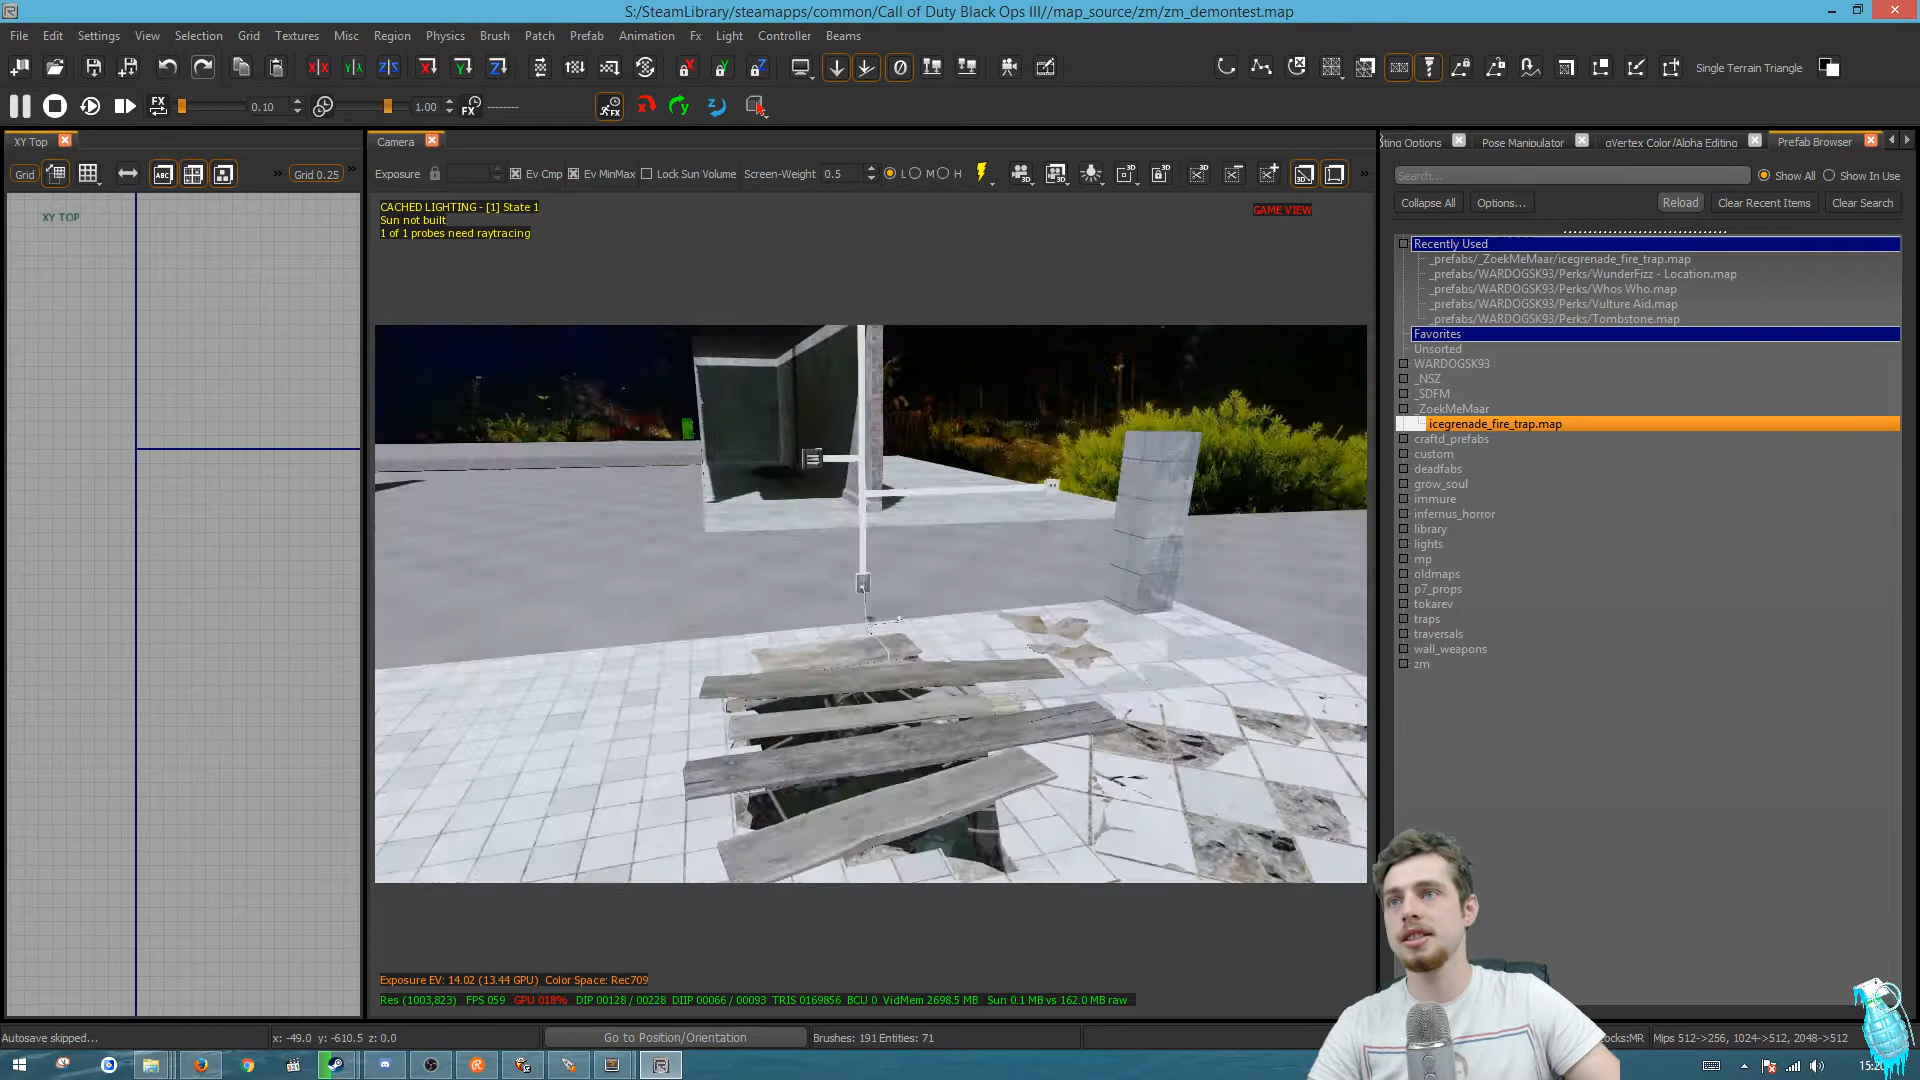 S:/SteamLibrary/steamapps/common/Call of Duty Black Ops III//map_source/zm/zm_demontest.map
File Edit Settings View Selection Grid Textures Misc Region Physics Brush Patch Prefab Animation Fx Light Controller Beams
Single Terrain Triangle
FX 0.10 1.00 FX -------- FX
XY Top
Camera
Pose Manipulator
Prefab Browser
Grid
ABC
Grid 0.25
Exposure
Ev Cmp
Ev MinMax
Lock Sun Volume
Screen-Weight 0.5
L M H
Search...
Show All
Show In Use
Collapse All
Options...
Reload
Clear Recent Items
Clear Search
XY TOP
CACHED LIGHTING - [1] State 1
Sun not built
1 of 1 probes need raytracing
GAME VIEW
Recently Used
_prefabs/_ZoekMeMaar/icegrenade_fire_trap.map
_prefabs/WARDOGSK93/Perks/WunderFizz - Location.map
_prefabs/WARDOGSK93/Perks/Whos Who.map
_prefabs/WARDOGSK93/Perks/Vulture Aid.map
_prefabs/WARDOGSK93/Perks/Tombstone.map
Favorites
Unsorted
WARDOGSK93
_NSZ
_SDFM
_ZoekMeMaar
icegrenade_fire_trap.map
craftd_prefabs
custom
deadfabs
grow_soul
immure
infernus_horror
library
lights
mp
oldmaps
p7_props
tokarev
traps
traversals
wall_weapons
zm
Exposure EV: 14.02 (13.44 GPU) Color Space: Rec709
Res (1003,823) FPS 059 GPU 018% DIP 00128 / 00228 DIIP 00066 / 00093 TRIS 0169856 BCU 0 VidMem 2698.5 MB Sun 0.1 MB vs 162.0 MB raw
Autosave skipped...
x: -49.0 y: -610.5 z: 0.0
Go to Position/Orientation
Brushes: 191 Entities: 71
Mips 512->256, 1024->512, 2048->512